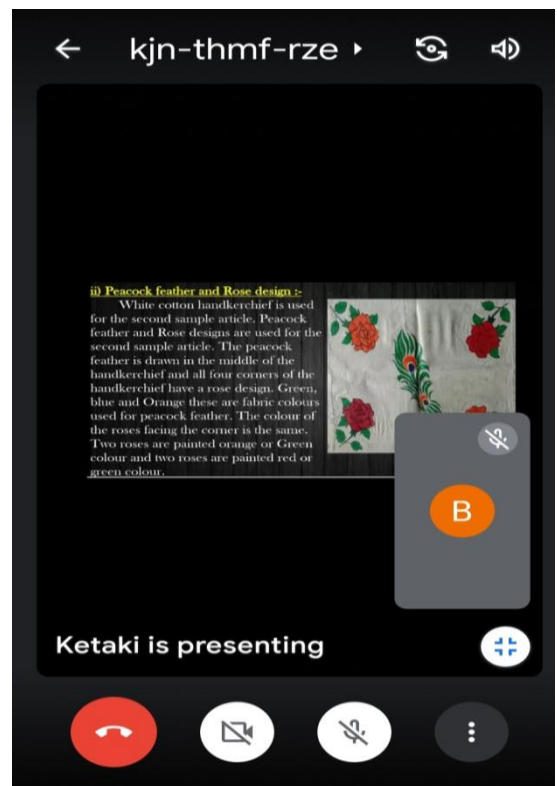 kjn-thmf-rze
ii) Peacock feather and Rose design :-
White cotton handkerchief is used
for the second sample article. Peacock
feather and Rose designs are used for the
second sample article. The peacock
feather is drawn in the middle of the
handkerchief and all four corners of the
handkerchief have a rose design. Green,
blue and Orange these are fabric colours
used for peacock feather. The colour of
the roses facing the corner is the same.
Two roses are painted orange or Green
colour and two roses are painted red or
green colour.
B
Ketaki is presenting